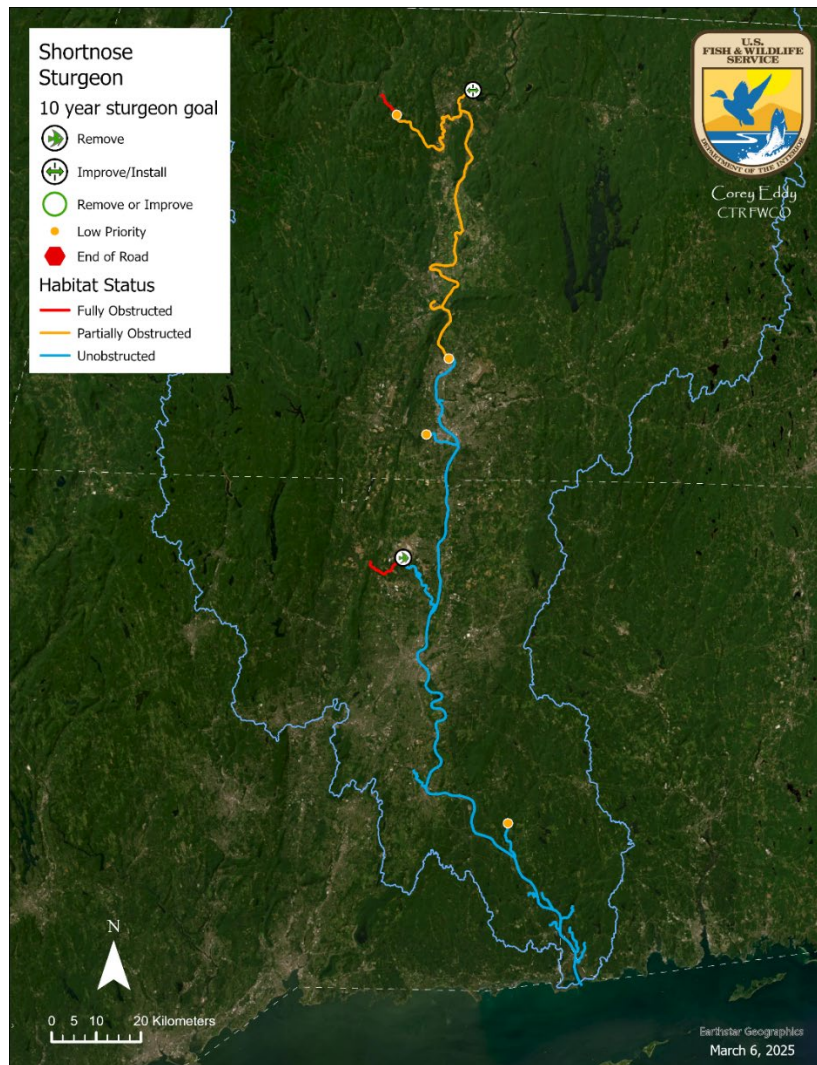 Shortnose
Sturgeon
10 year sturgeon goal
Remove
Improve/Install
Remove or Improve
Low Priority
End of Road
Habitat Status
Fully Obstructed
Partially Obstructed
Unobstructed
U.S.
FISH & WILDLIFE
SERVICE
DEPARTMENT OF THE INTERIOR
Corey Eddy
CTRFWCO
N
0 5 10 20 Kilometers
Earthstar Geographics
March 6, 2025